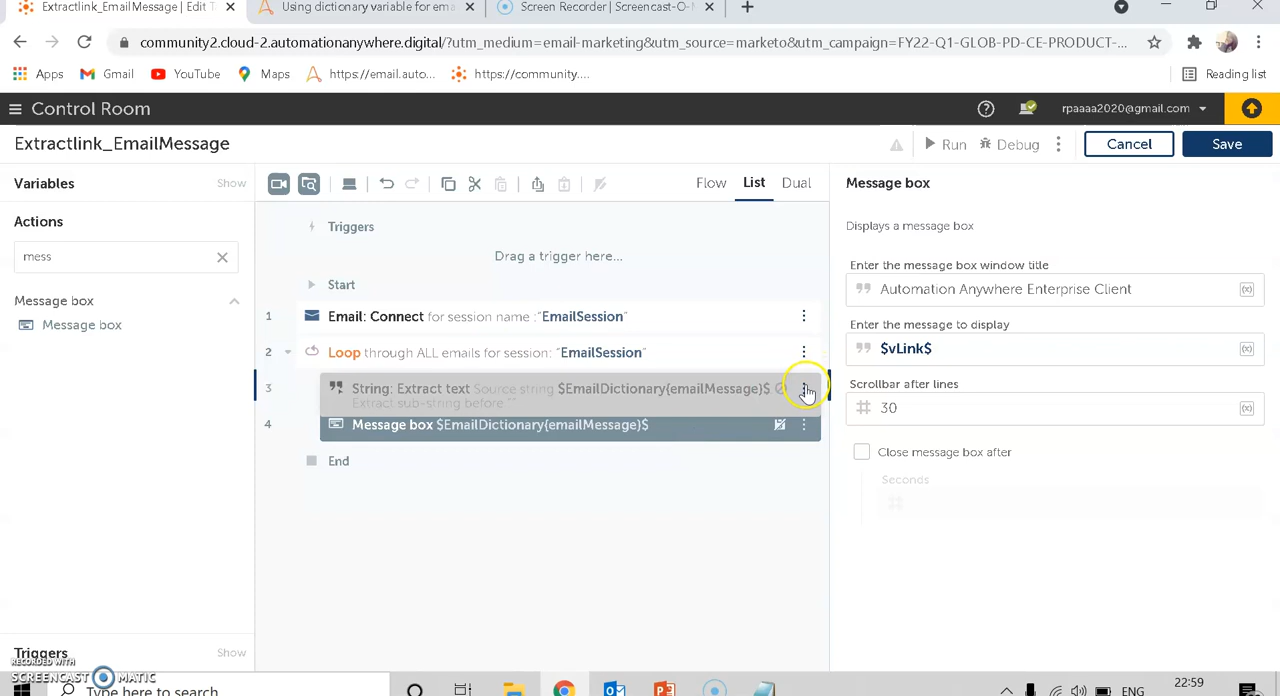 Extractlink_EmailMessage | Edit T
Using dictionary variable for email
Screen Recorder | Screencast-O-M
community2.cloud-2.automationanywhere.digital/?utm_medium=email-marketing&utm_source=marketo&utm_campaign=FY22-Q1-GLOB-PD-CE-PRODUCT-...
Apps Gmail YouTube Maps https://email.auto... https://community.... Reading list
Control Room rpaaaa2020@gmail.com
Extractlink_EmailMessage Run Debug Cancel Save
Variables Show Flow List Dual Message box
Actions Triggers Displays a message box
mess Drag a trigger here...
Enter the message box window title
Start Automation Anywhere Enterprise Client
Message box
1 Email: Connect for session name :“EmailSession” Enter the message to display
Message box
2 Loop through ALL emails for session: “EmailSession” $vLink$
3 String: Extract text Source string $EmailDictionary{emailMessage}$ Scrollbar after lines
Extract sub-string before "" 30
4 Message box $EmailDictionary{emailMessage}$
End Close message box after
Seconds
Triggers Show
RECORDED WITH
SCREENCAST MATIC
Type here to search
ENG 22:59